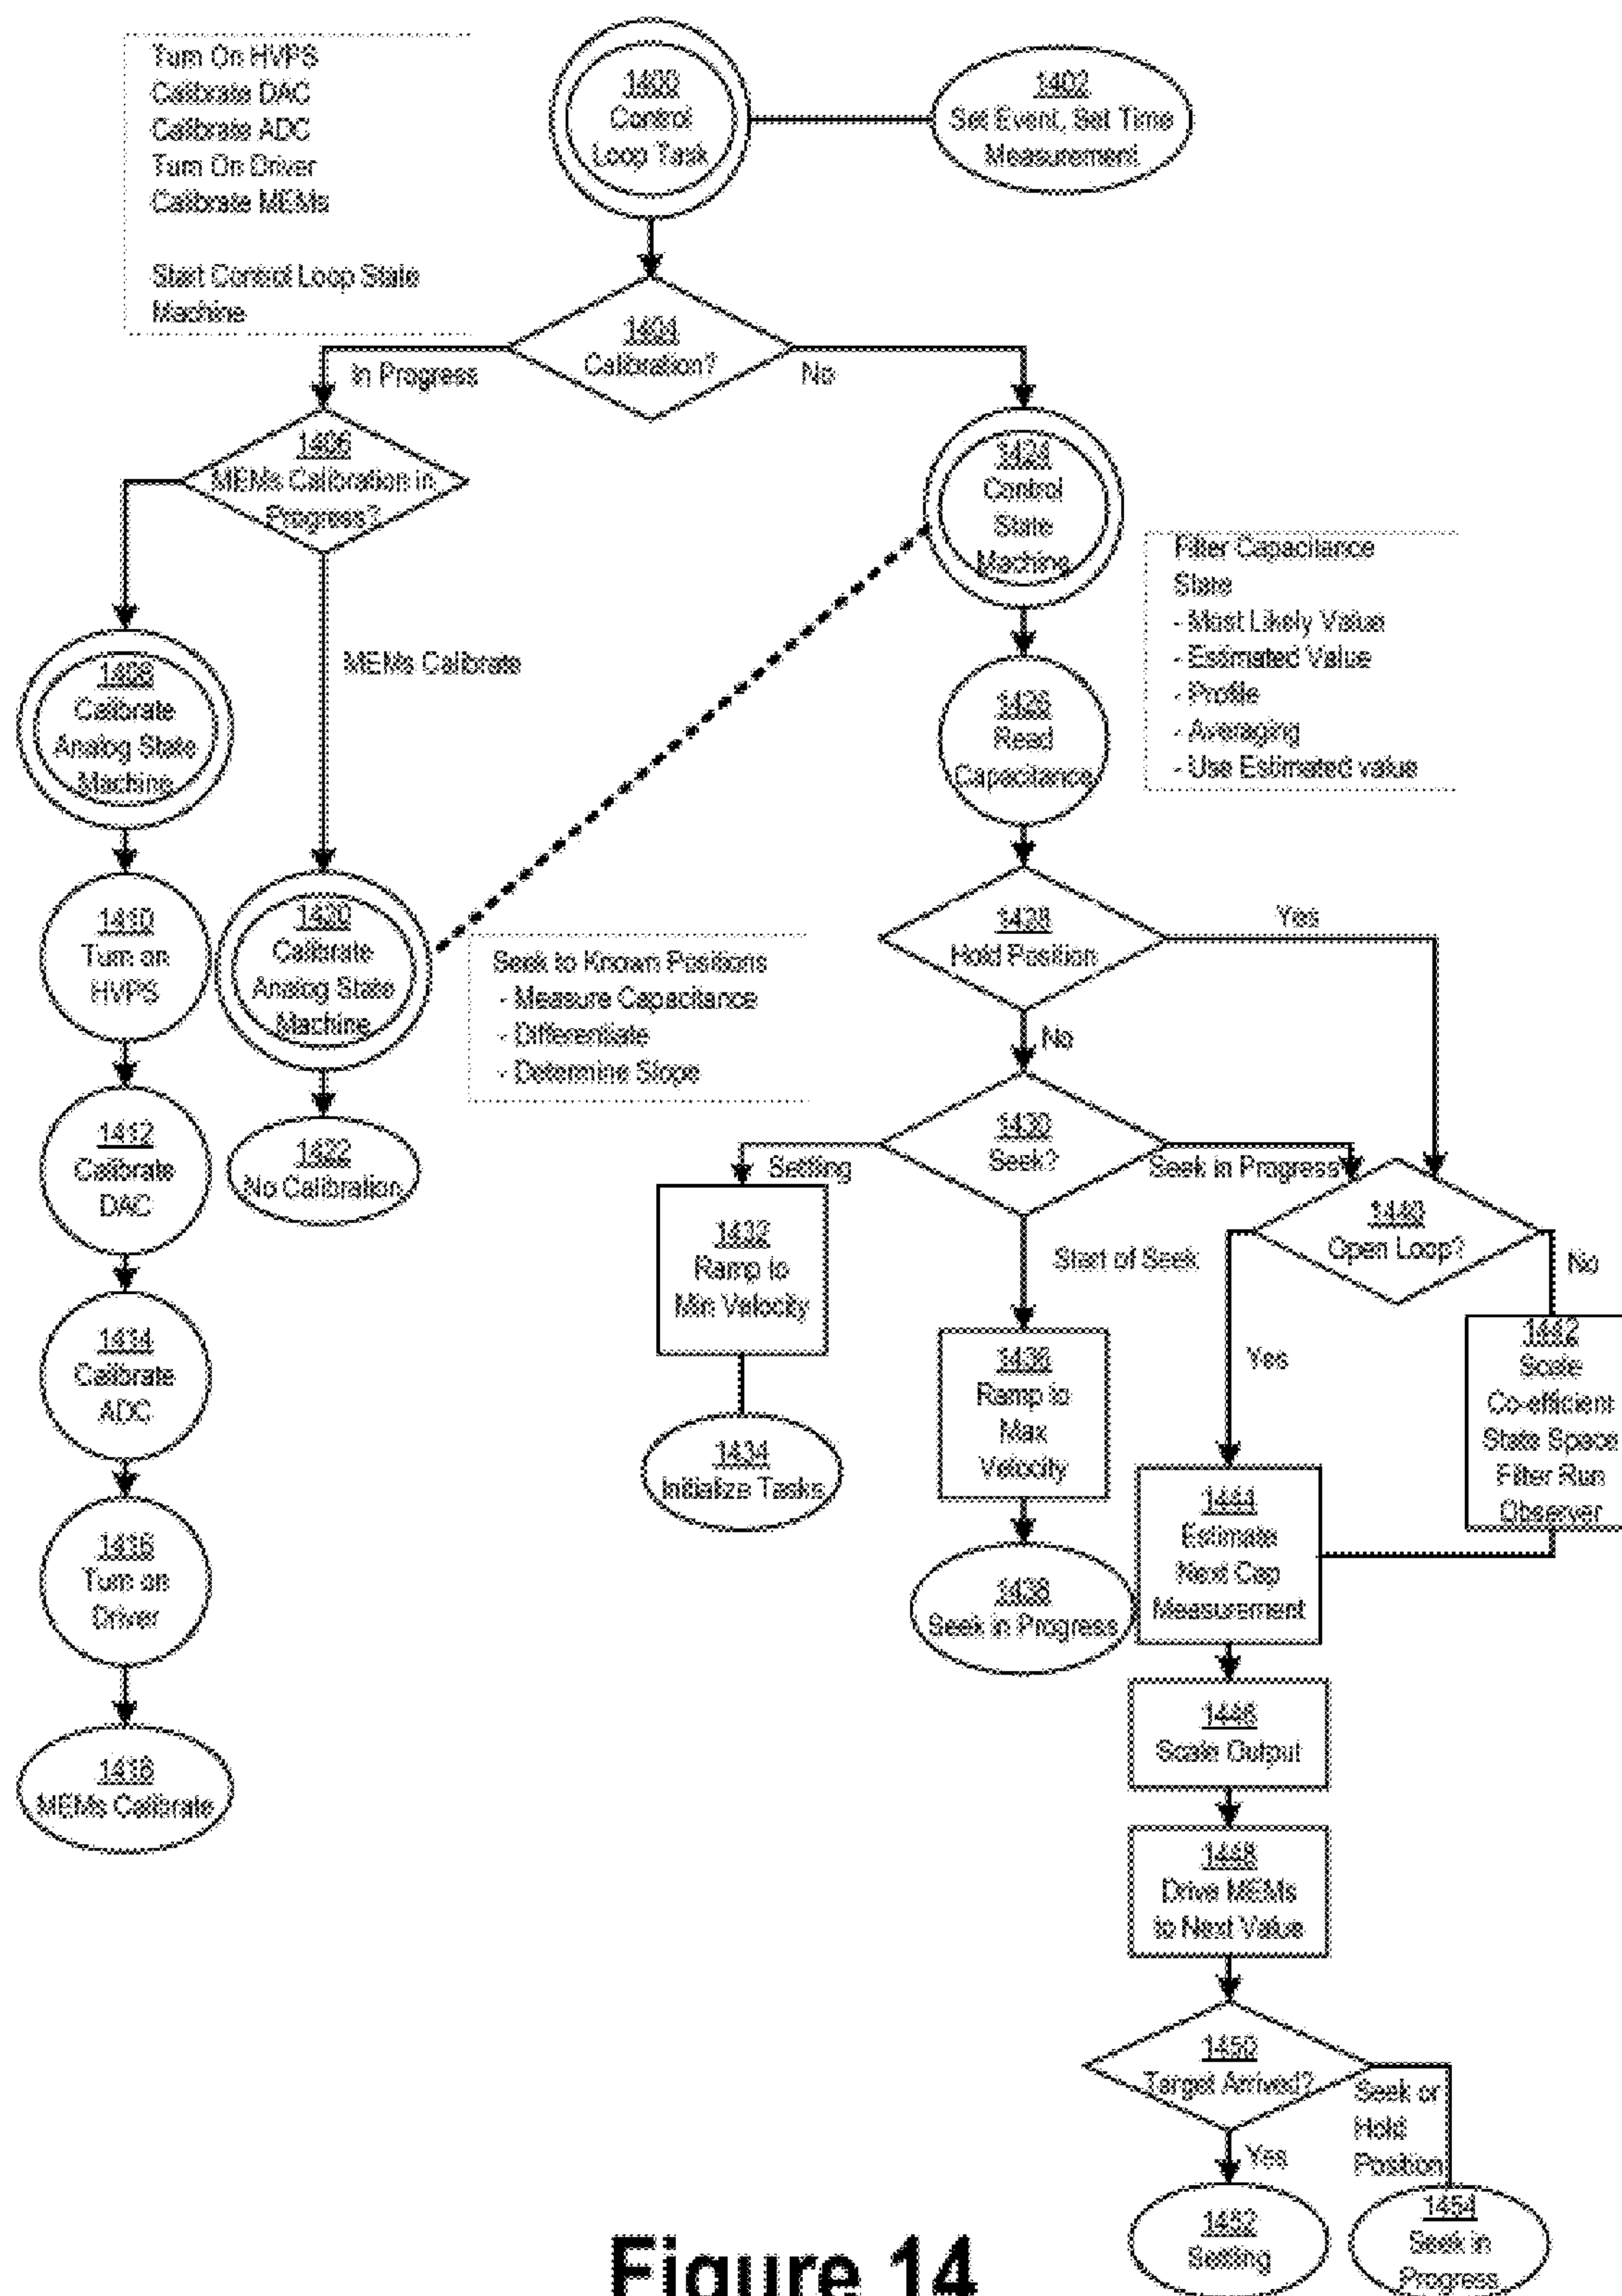 Turn On HVPS
Calibrate DAC
Calibrate ADC
Turn On Driver
Calibrate MEMs
Start Control Loop State
Machine
1400
Control
Loop Task
1402
Set Event, Set Time
Measurement
1404
Calibration?
In Progress
No
1406
MEMs Calibration in
Progress?
1424
Control
State
Machine
Filter Capacitance
State
- Most Likely Value
- Estimated Value
- Profile
- Averaging
- Use Estimated value
MEMs Calibrate
1408
Calibrate
Analog State
Machine
1426
Read
Capacitance
1410
Turn on
HVPS
1420
Calibrate
Analog State
Machine
Seek to Known Positions
- Measure Capacitance
- Differentiate
- Determine Slope
1428
Hold Position
Yes
No
1412
Calibrate
DAC
1422
No Calibration
1430
Seek?
Settling
Seek in Progress
Start of Seek
1440
Open Loop?
No
Yes
1432
Ramp to
Min Velocity
1434
Calibrate
ADC
1434
Initialize Tasks
1436
Ramp to
Max
Velocity
1442
Scale
Co-efficient
State Space
Filter Run
Observer
1444
Estimate
Next Cap
Measurement
1416
Turn on
Driver
1438
Seek in Progress
1446
Scale Output
1418
MEMs Calibrate
1448
Drive MEMs
to Next Value
1450
Target Arrived?
Seek or
Hold
Position
Yes
1452
Settling
1454
Seek in
Progress
Figure 14